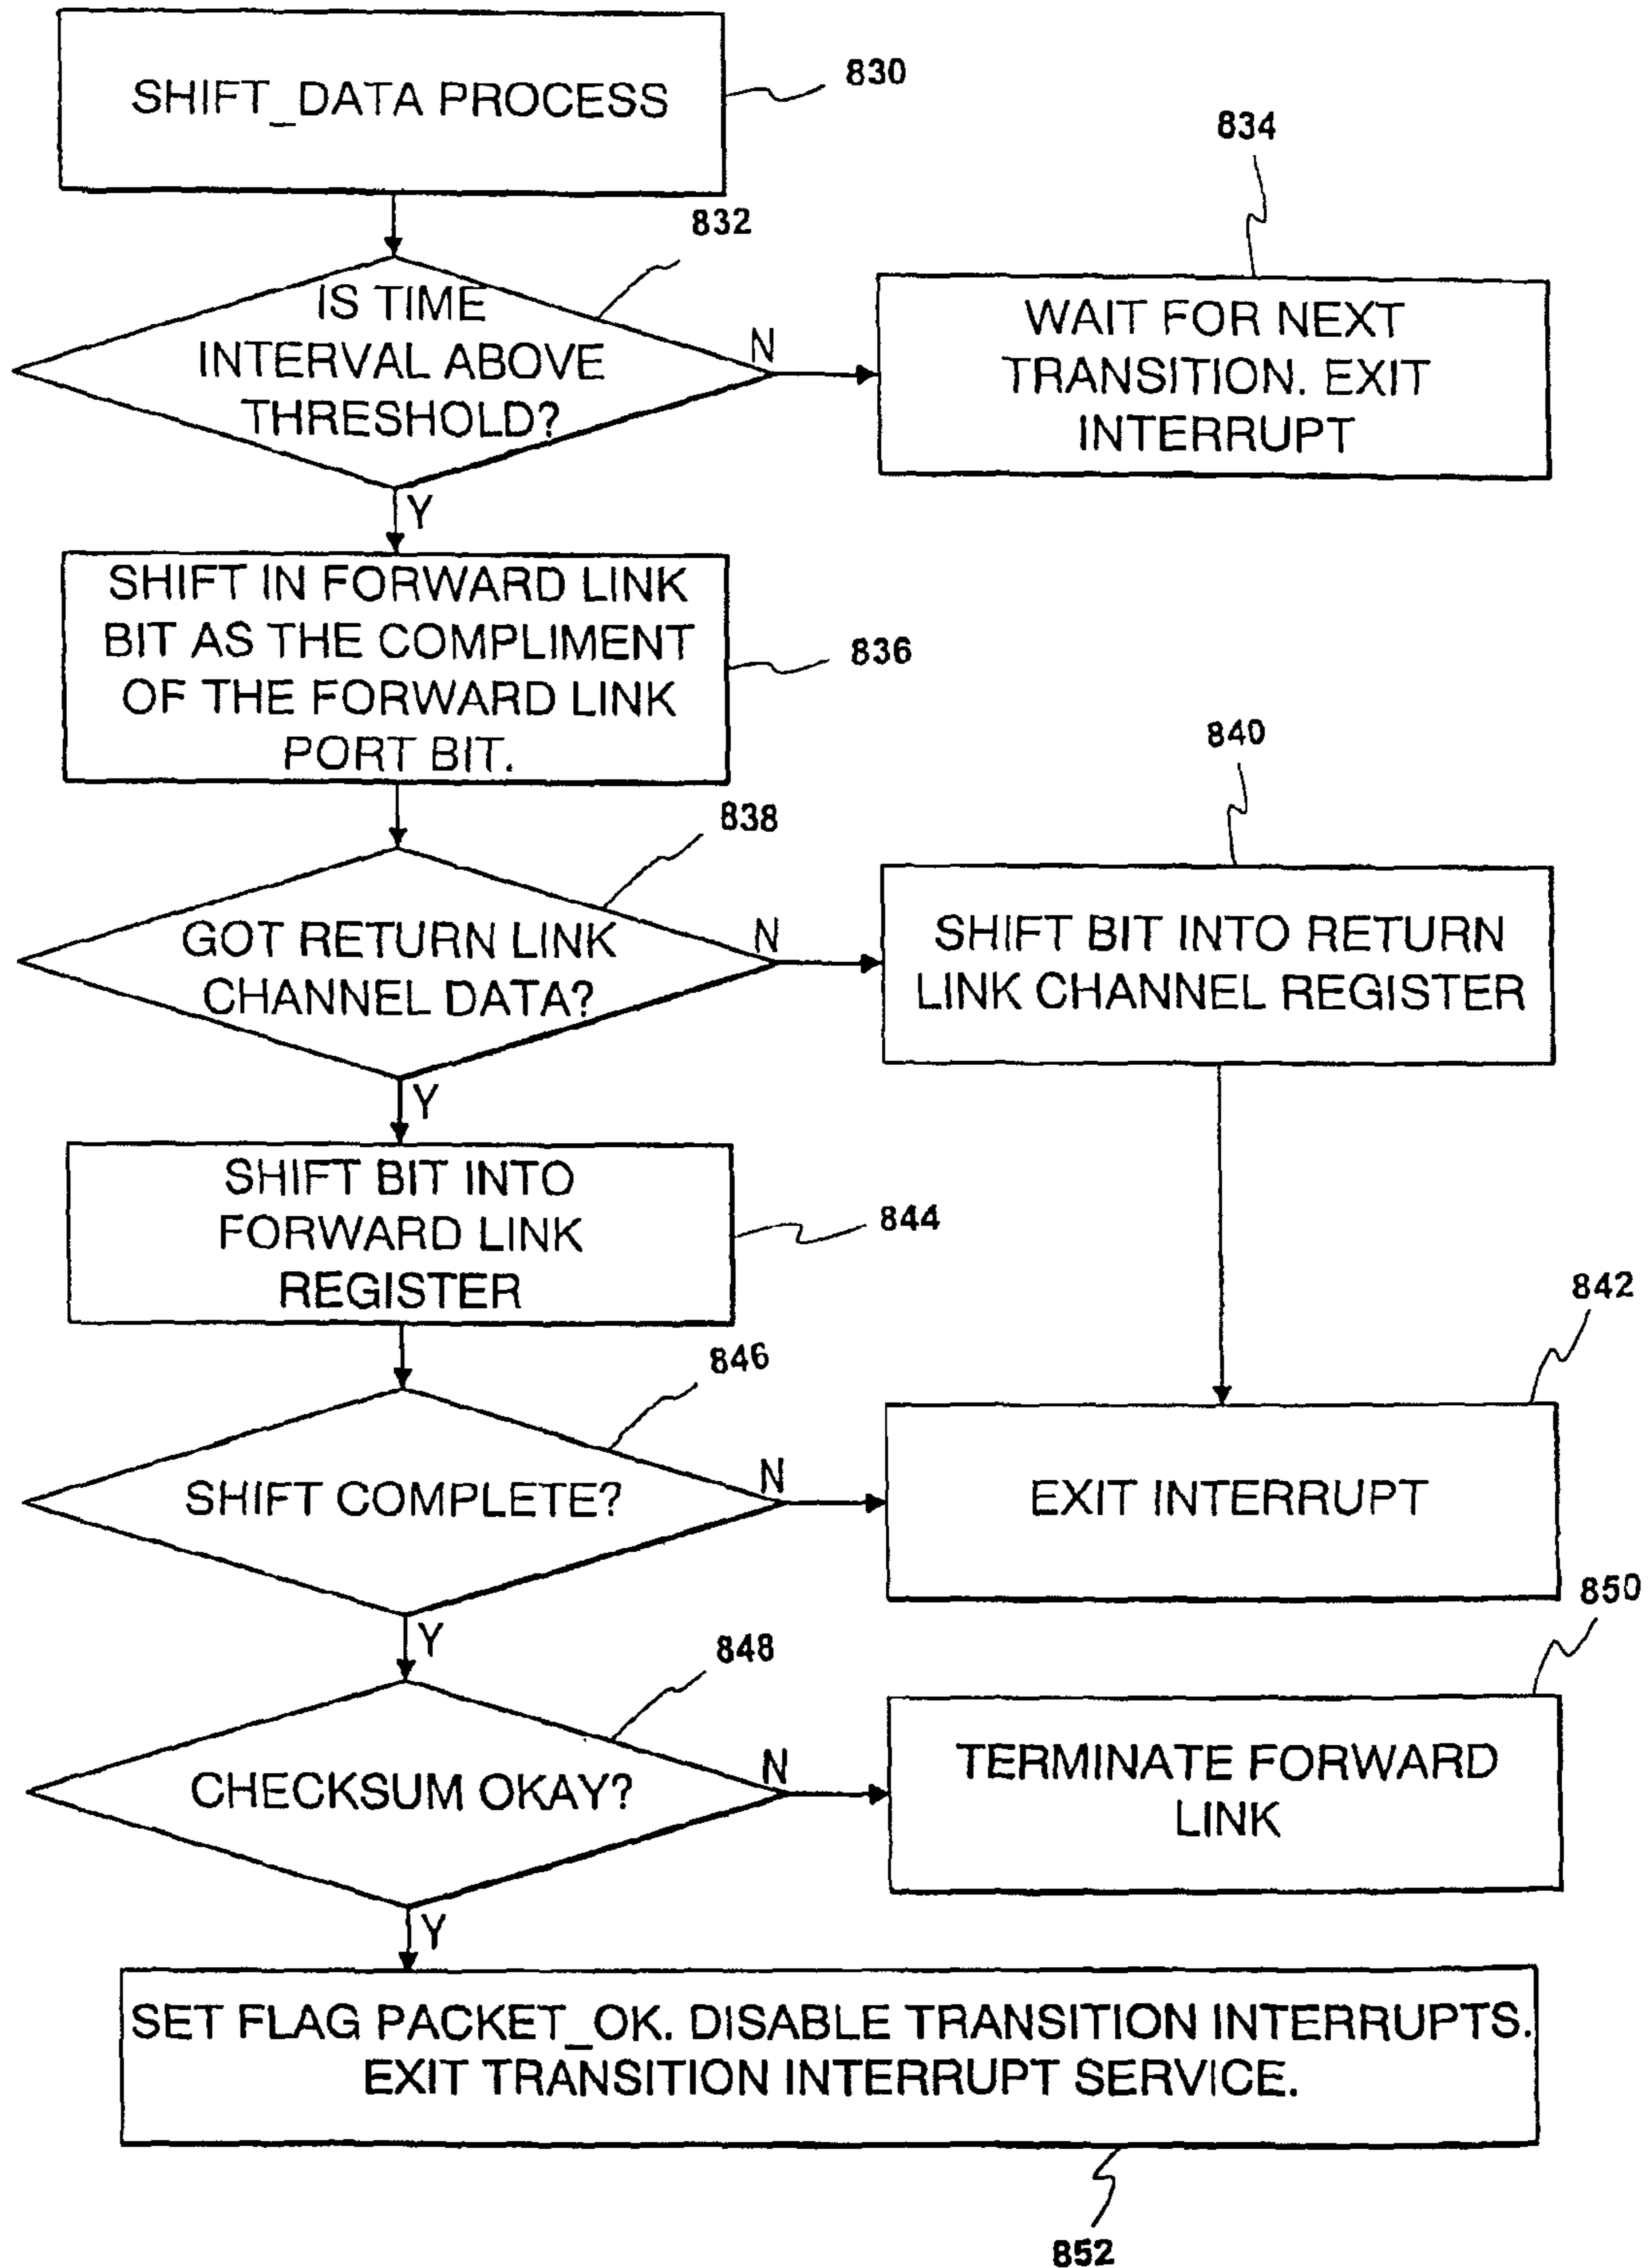 SHIFT_DATA PROCESS
830
834
832
IS TIME
INTERVAL ABOVE
THRESHOLD?
N
WAIT FOR NEXT
TRANSITION. EXIT
INTERRUPT
Y
SHIFT IN FORWARD LINK
BIT AS THE COMPLIMENT
OF THE FORWARD LINK
PORT BIT.
836
838
840
GOT RETURN LINK
CHANNEL DATA?
N
SHIFT BIT INTO RETURN
LINK CHANNEL REGISTER
Y
SHIFT BIT INTO
FORWARD LINK
REGISTER
844
842
846
SHIFT COMPLETE?
N
EXIT INTERRUPT
Y
850
848
CHECKSUM OKAY?
N
TERMINATE FORWARD
LINK
Y
SET FLAG PACKET_OK. DISABLE TRANSITION INTERRUPTS.
EXIT TRANSITION INTERRUPT SERVICE.
852